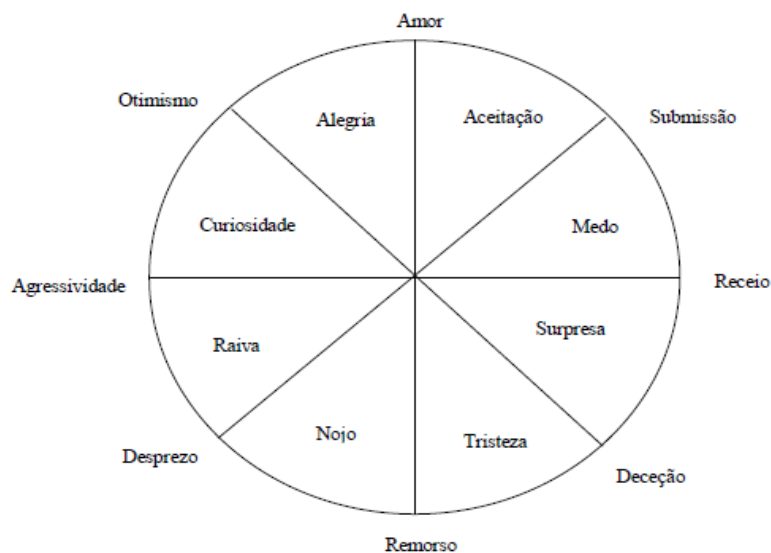 Amor
Otimismo
Alegria
Aceitação
Submissão
Curiosidade
Medo
Agressividade
Receio
Raiva
Surpresa
Nojo
Tristeza
Desprezo
Deceção
Remorso